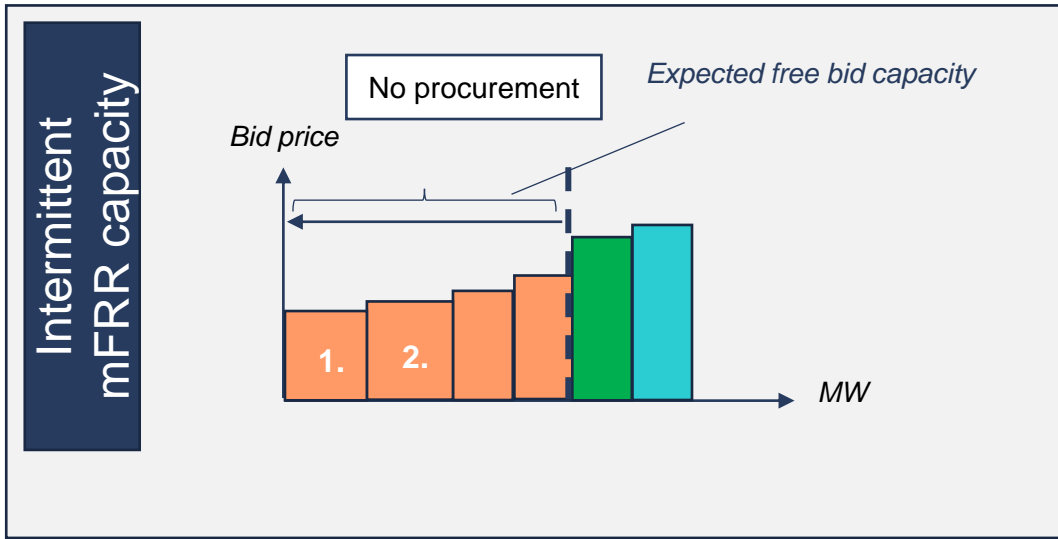 Intermittent
mFRR capacity
No procurement
Expected free bid capacity
Bid price
1.
2.
MW